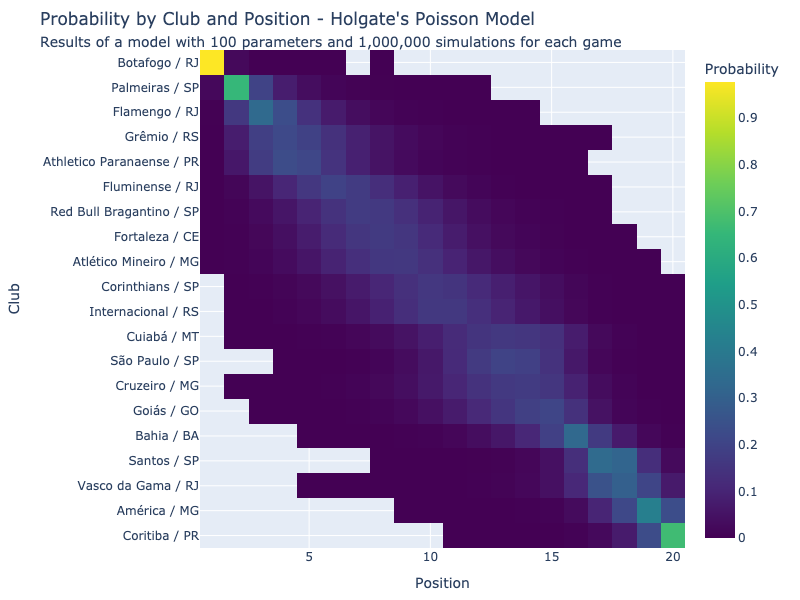 Probability by Club and Position - Holgate's Poisson Model
Results of a model with 100 parameters and 1,000,000 simulations for each game
Probability
Club
Botafogo / RJ
Palmeiras / SP
Flamengo / RJ
Grêmio / RS
Athletico Paranaense / PR
Fluminense / RJ
Red Bull Bragantino / SP
Fortaleza / CE
Atlético Mineiro / MG
Corinthians / SP
Internacional / RS
Cuiabá / MT
São Paulo / SP
Cruzeiro / MG
Goiás / GO
Bahia / BA
Santos / SP
Vasco da Gama / RJ
América / MG
Coritiba / PR
5
10
15
20
Position
0.9
0.8
0.7
0.6
0.5
0.4
0.3
0.2
0.1
0